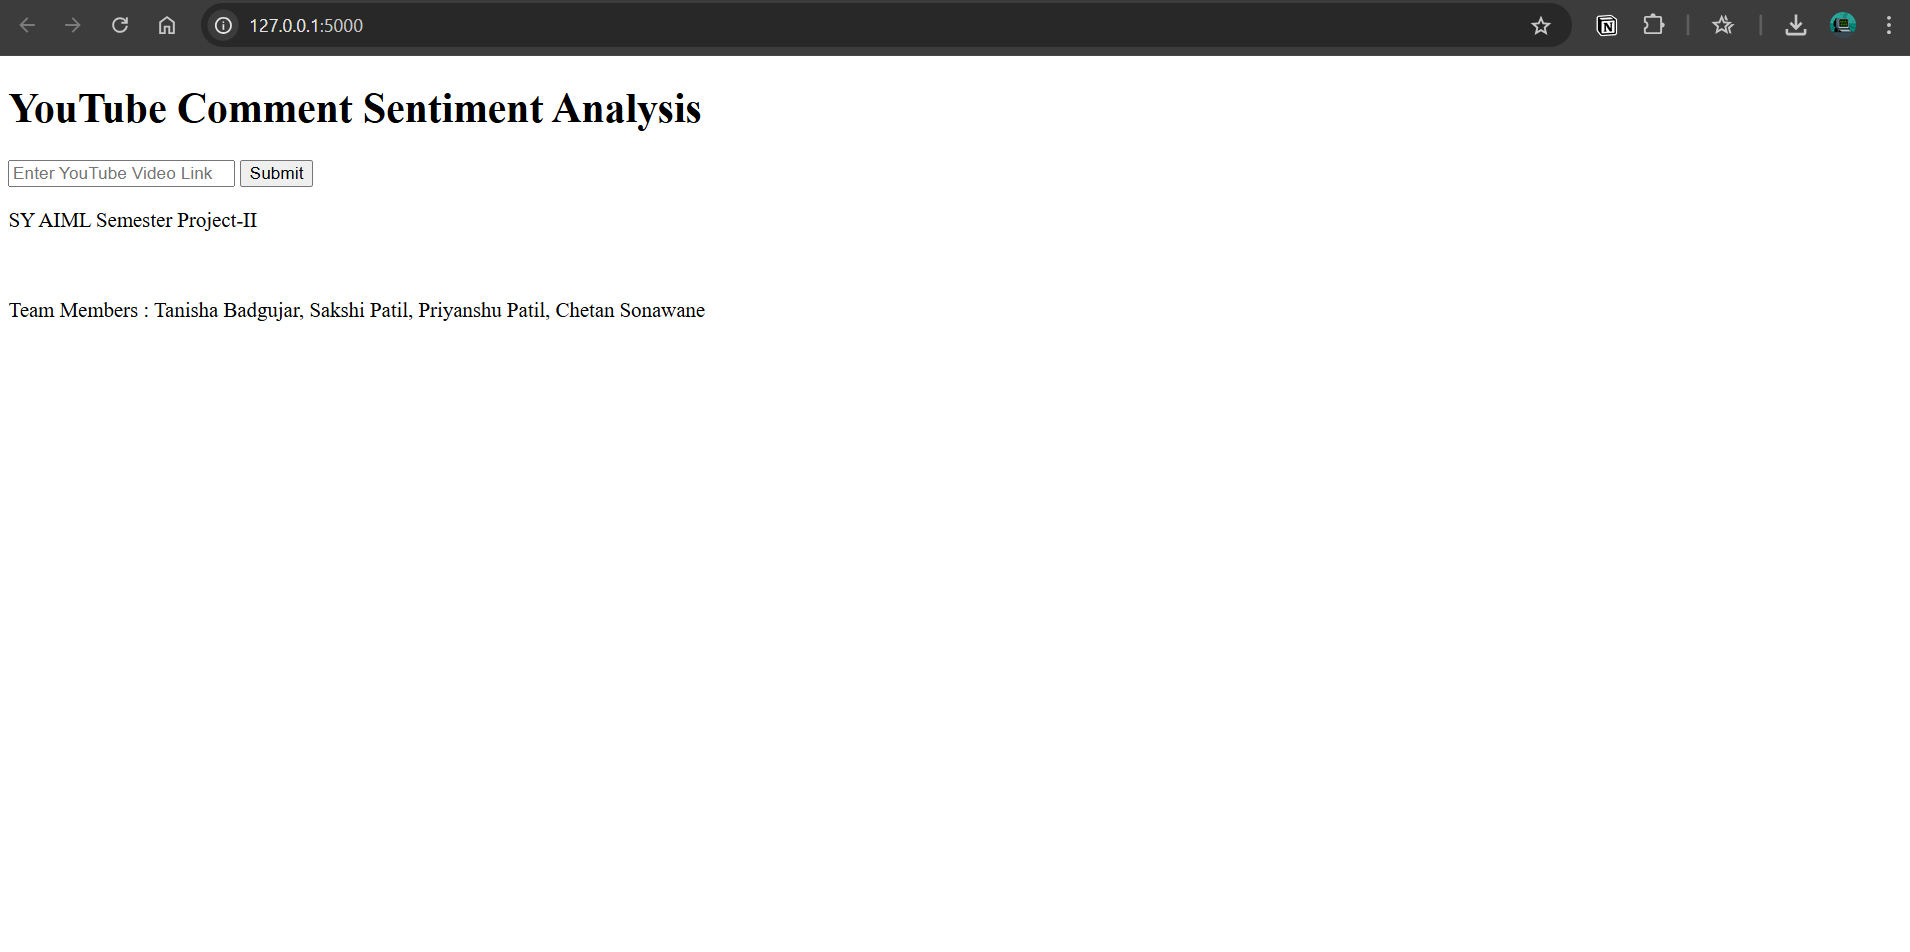 127.0.0.1:5000
YouTube Comment Sentiment Analysis
Enter YouTube Video Link Submit
SY AIML Semester Project-II
Team Members : Tanisha Badgujar, Sakshi Patil, Priyanshu Patil, Chetan Sonawane